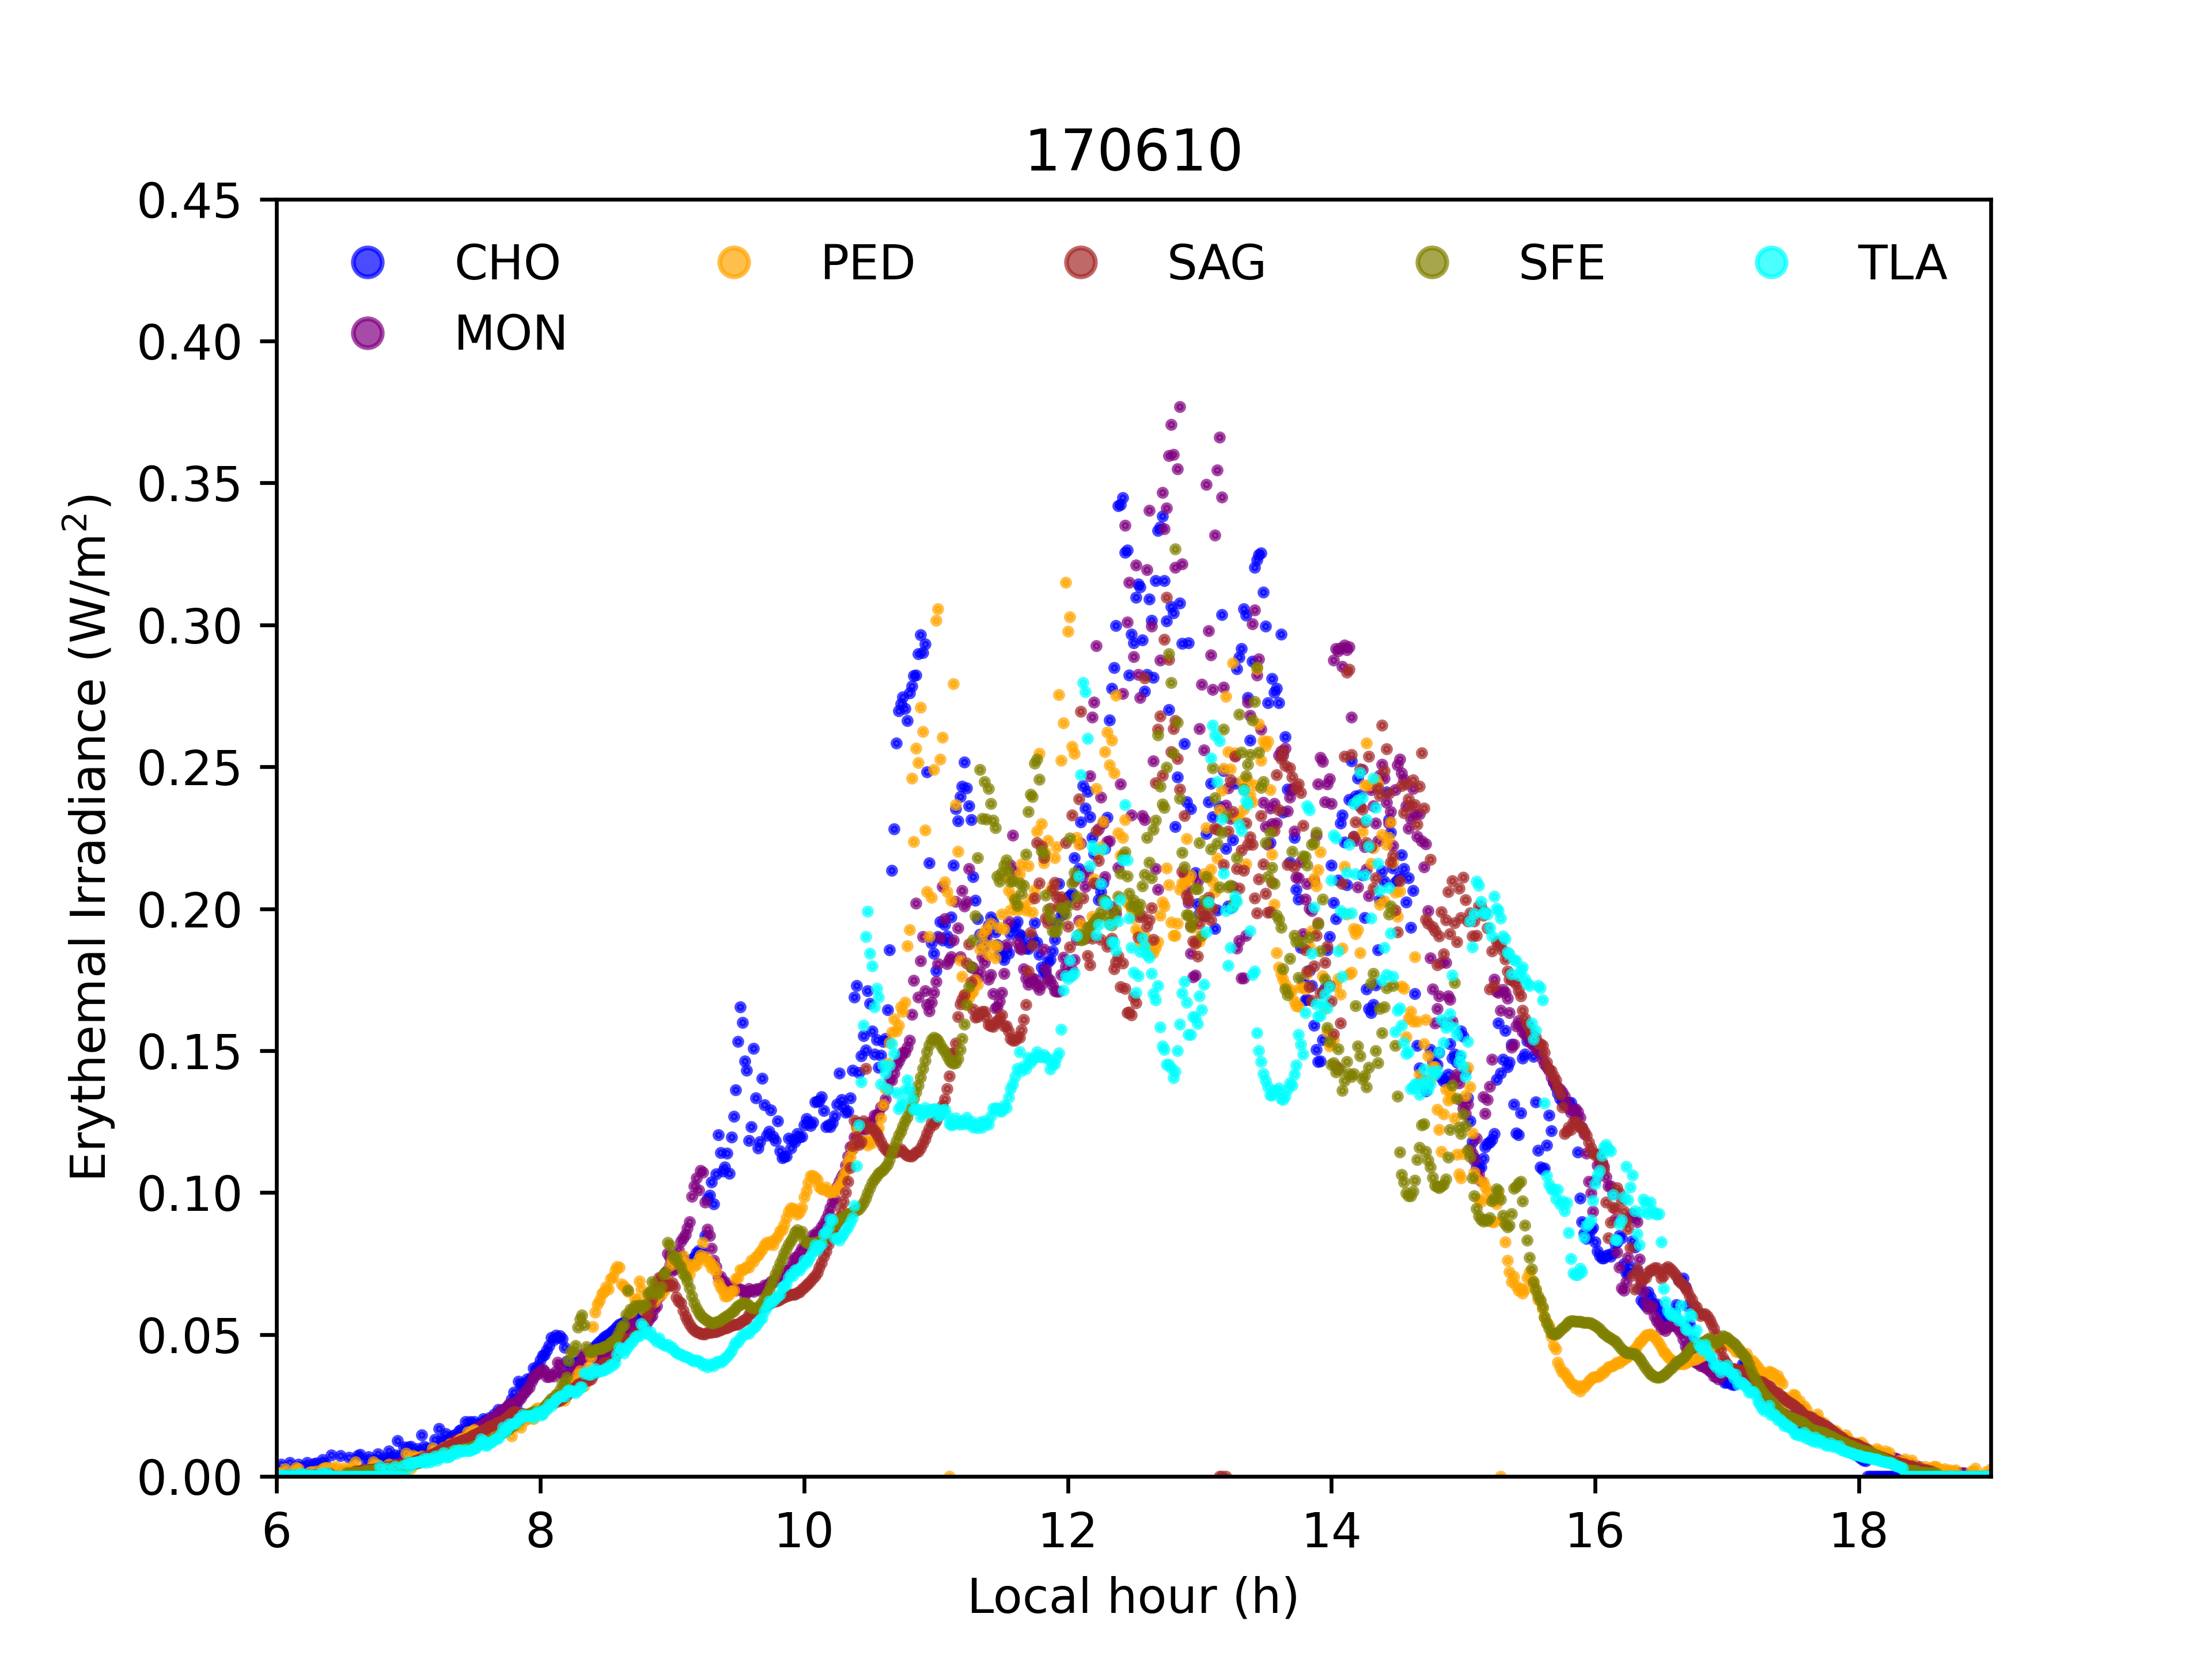 170610
0.45
0.40
0.35
0.30
0.25
0.20
0.15
0.10
0.05
0.00
Erythemal Irradiance (W/m²)
CHO PED SAG SFE TLA
MON
6 8 10 12 14 16 18
Local hour (h)